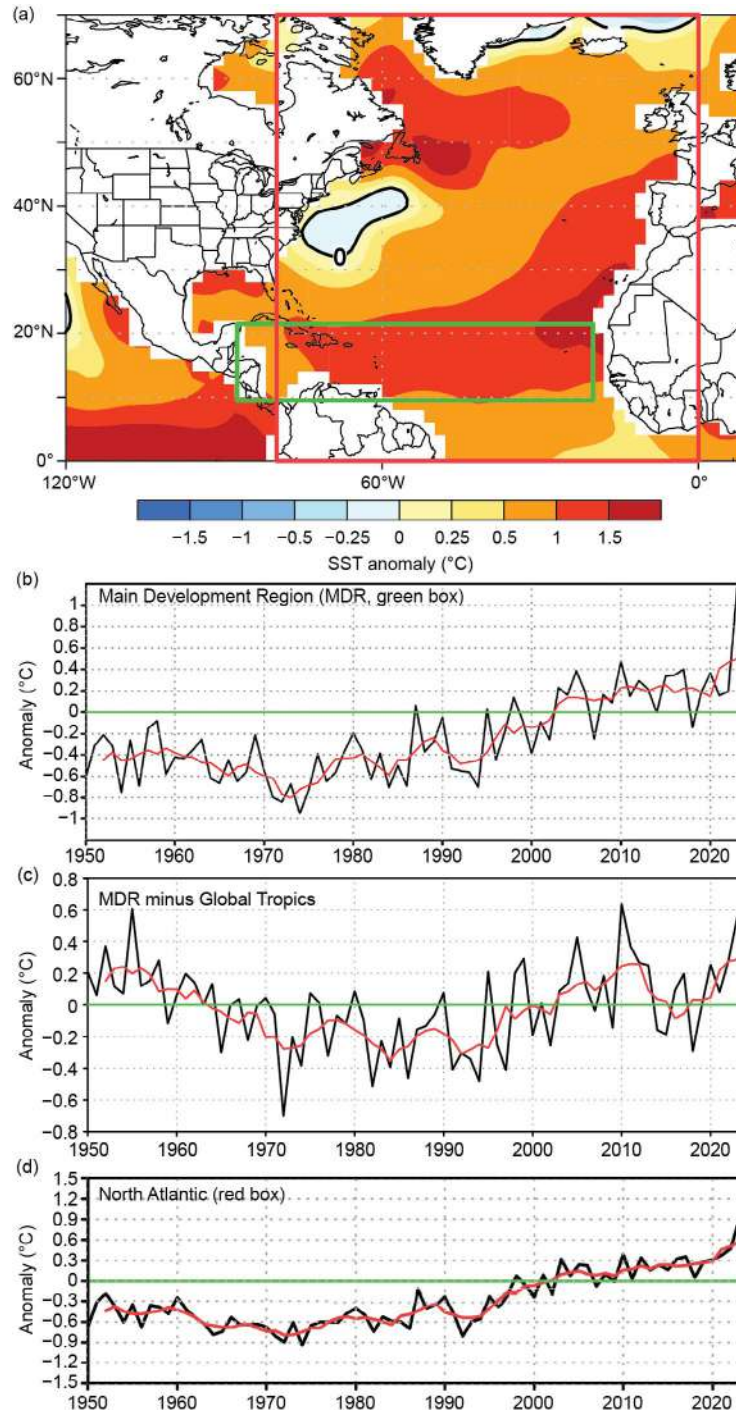 (a)
60°N
40°N
0
20°N
0°
120°W 60°W 0°
−1.5 −1 −0.5 −0.25 0 0.25 0.5 1 1.5
SST anomaly (°C)
(b)
Main Development Region (MDR, green box)
1
0.8
0.6
0.4
0.2
0
−0.2
−0.4
−0.6
−0.8
−1
Anomaly (°C)
1950 1960 1970 1980 1990 2000 2010 2020
(c)
MDR minus Global Tropics
0.8
0.6
0.4
0.2
0
−0.2
−0.4
−0.6
0.8
Anomaly (°C)
1950 1960 1970 1980 1990 2000 2010 2020
(d)
North Atlantic (red box)
1.5
1.2
0.9
0.6
0.3
0
−0.3
−0.6
−0.9
−1.2
−1.5
Anomaly (°C)
1950 1960 1970 1980 1990 2000 2010 2020